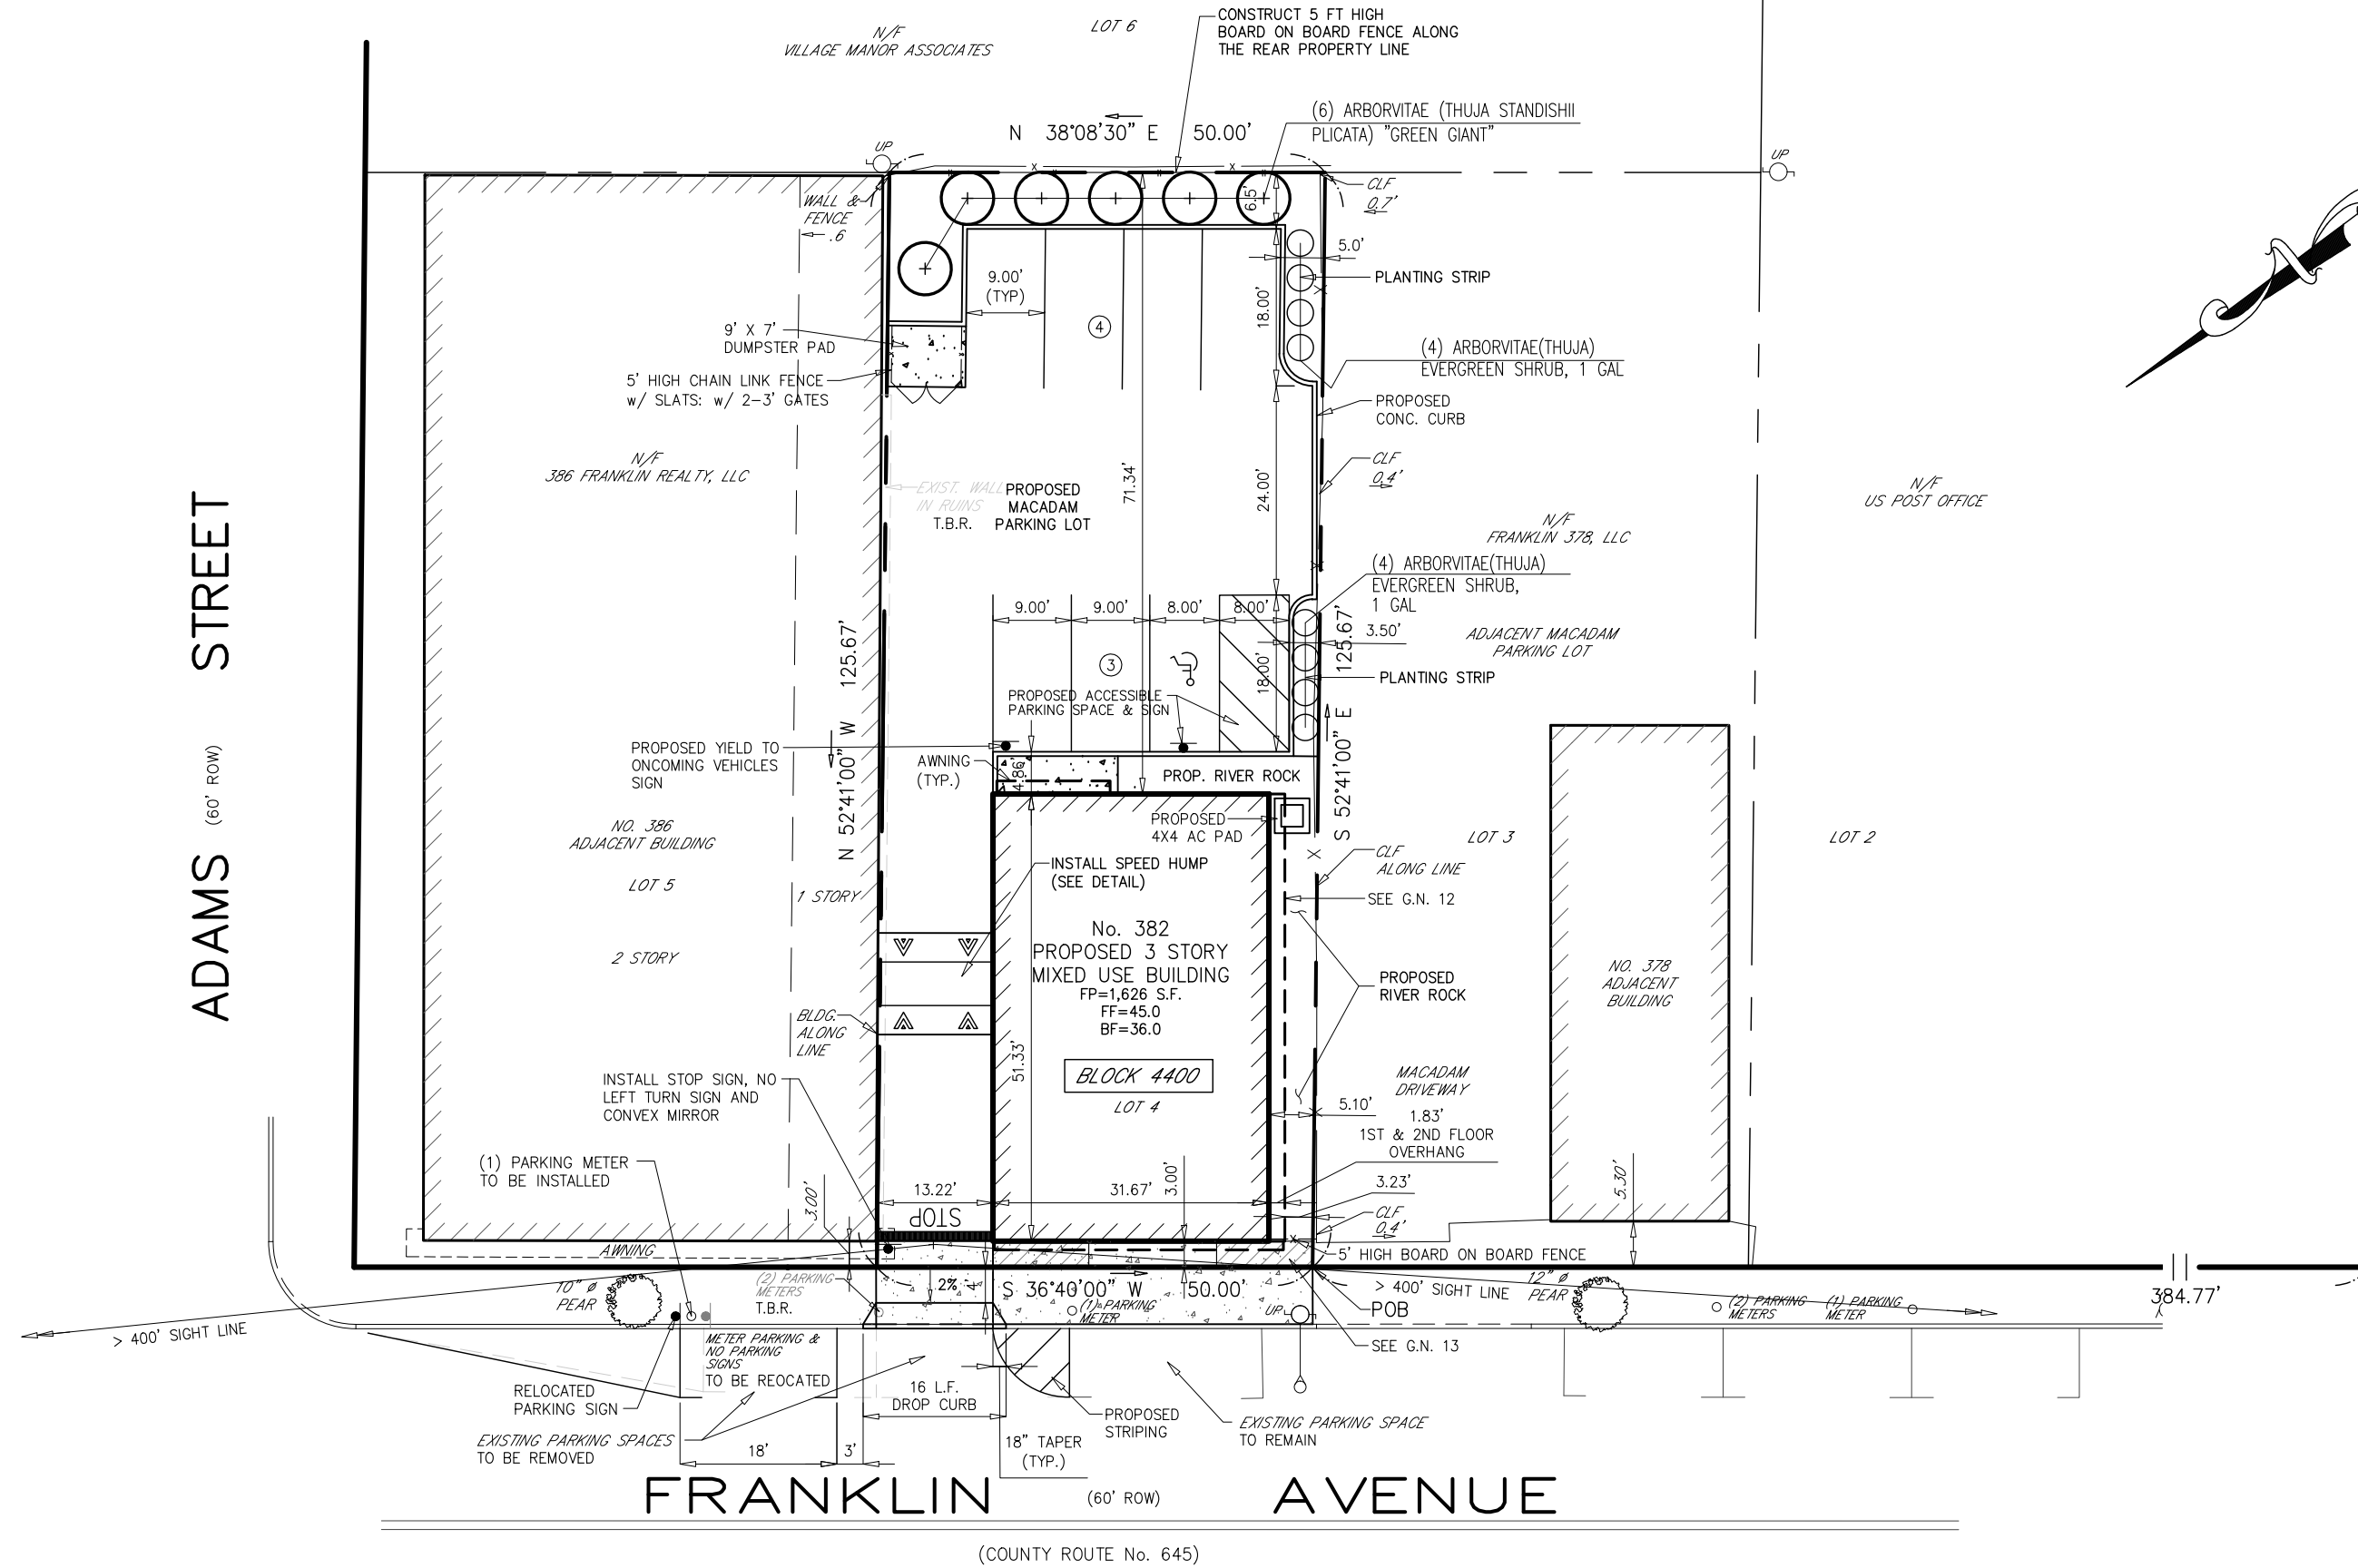 N/F
VILLAGE MANOR ASSOCIATES
LOT 6
CONSTRUCT 5 FT HIGH
BOARD ON BOARD FENCE ALONG
THE REAR PROPERTY LINE
N 38°08'30" E 50.00'
(6) ARBORVITAE (THUJA STANDISHII
PLICATA) "GREEN GIANT"
UP
UP
WALL &
FENCE
.6
CLF
0.7'
6.5'
5.0'
PLANTING STRIP
9.00'
(TYP)
18.00'
4
9' X 7'
DUMPSTER PAD
5' HIGH CHAIN LINK FENCE
w/ SLATS: w/ 2-3' GATES
(4) ARBORVITAE(THUJA)
EVERGREEN SHRUB, 1 GAL
PROPOSED
CONC. CURB
N/F
386 FRANKLIN REALTY, LLC
CLF
0.4'
71.34'
24.00'
EXIST. WALL
IN RUINS
T.B.R.
PROPOSED
MACADAM
PARKING LOT
N/F
US POST OFFICE
N/F
FRANKLIN 378, LLC
(4) ARBORVITAE(THUJA)
EVERGREEN SHRUB,
1 GAL
9.00'
9.00'
8.00'
8.00'
3.50'
ADJACENT MACADAM
PARKING LOT
3
18.00'
PLANTING STRIP
PROPOSED ACCESSIBLE
PARKING SPACE & SIGN
ADAMS STREET
(60' ROW)
N 52°41'00" W 125.67'
S 52°41'00" E 125.67'
PROPOSED YIELD TO
ONCOMING VEHICLES
SIGN
AWNING
(TYP.)
4.86'
PROP. RIVER ROCK
PROPOSED
4X4 AC PAD
NO. 386
ADJACENT BUILDING
LOT 5
1 STORY
2 STORY
LOT 3
LOT 2
CLF
ALONG LINE
SEE G.N. 12
INSTALL SPEED HUMP
(SEE DETAIL)
No. 382
PROPOSED 3 STORY
MIXED USE BUILDING
FP=1,626 S.F.
FF=45.0
BF=36.0
BLOCK 4400
LOT 4
51.33'
PROPOSED
RIVER ROCK
NO. 378
ADJACENT
BUILDING
BLDG.
ALONG
LINE
INSTALL STOP SIGN, NO
LEFT TURN SIGN AND
CONVEX MIRROR
MACADAM
DRIVEWAY
5.10'
1.83'
1ST & 2ND FLOOR
OVERHANG
(1) PARKING METER
TO BE INSTALLED
3.00'
13.22'
31.67'
3.00'
3.23'
5.30'
STOP
CLF
0.4'
AWNING
5' HIGH BOARD ON BOARD FENCE
10" ø
PEAR
(2) PARKING
METERS
T.B.R.
2%
4'
S 36°40'00" W 50.00'
(1) PARKING
METER
UP
> 400' SIGHT LINE
POB
12" ø
PEAR
(2) PARKING
METERS
(1) PARKING
METER
384.77'
> 400' SIGHT LINE
METER PARKING &
NO PARKING
SIGNS
TO BE REOCATED
SEE G.N. 13
RELOCATED
PARKING SIGN
16 L.F.
DROP CURB
PROPOSED
STRIPING
EXISTING PARKING SPACE
TO REMAIN
EXISTING PARKING SPACES
TO BE REMOVED
18'
3'
18" TAPER
(TYP.)
FRANKLIN AVENUE
(60' ROW)
(COUNTY ROUTE No. 645)